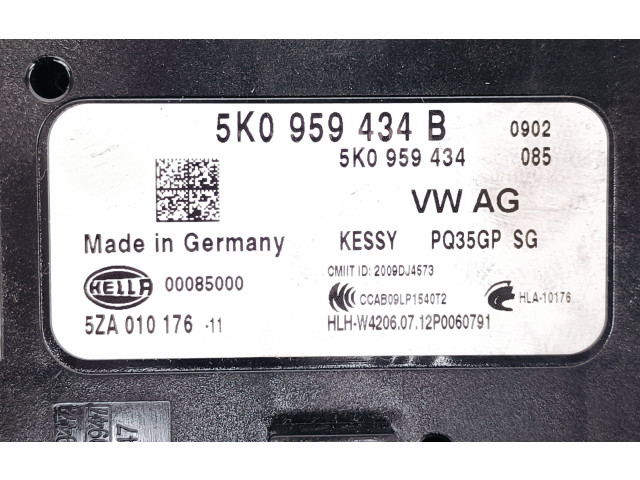 5K0 959 434 B 0902
5K0 959 434 085
VW AG
Made in Germany KESSY PQ35GP SG
CMIIT ID: 2009DJ4573
HELLA 00085000
CCAB09LP1540T2 HLA-10176
5ZA 010 176 -11 HLH-W4206.07.12P0060791